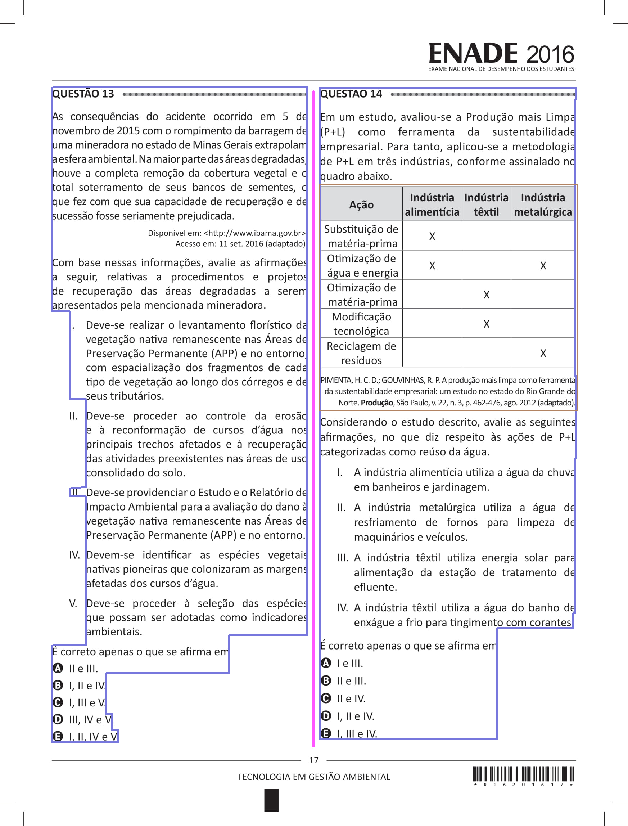 ENADE 2016
EXAME NACIONAL DE DESEMPENHO DOS ESTUDANTES
QUESTÃO 13
As consequências do acidente ocorrido em 5 de
novembro de 2015 com o rompimento da barragem de
uma mineradora no estado de Minas Gerais extrapolam
a esfera ambiental. Na maior parte das áreas degradadas,
houve a completa remoção da cobertura vegetal e o
total soterramento de seus bancos de sementes, o
que fez com que sua capacidade de recuperação e de
sucessão fosse seriamente prejudicada.
Disponível em: <http://www.ibama.gov.br>
Acesso em: 11 set. 2016 (adaptado).
Com base nessas informações, avalie as afirmações
a seguir, relativas a procedimentos e projetos
de recuperação das áreas degradadas a serem
apresentados pela mencionada mineradora.
I. Deve-se realizar o levantamento florístico da
vegetação nativa remanescente nas Áreas de
Preservação Permanente (APP) e no entorno,
com espacialização dos fragmentos de cada
tipo de vegetação ao longo dos córregos e de
seus tributários.
II. Deve-se proceder ao controle da erosão
e à reconformação de cursos d’água nos
principais trechos afetados e à recuperação
das atividades preexistentes nas áreas de uso
consolidado do solo.
III. Deve-se providenciar o Estudo e o Relatório de
Impacto Ambiental para a avaliação do dano à
vegetação nativa remanescente nas Áreas de
Preservação Permanente (APP) e no entorno.
IV. Devem-se identificar as espécies vegetais
nativas pioneiras que colonizaram as margens
afetadas dos cursos d’água.
V. Deve-se proceder à seleção das espécies
que possam ser adotadas como indicadores
ambientais.
É correto apenas o que se afirma em
A II e III.
B I, II e IV.
C I, III e V.
D III, IV e V.
E I, II, IV e V.
QUESTÃO 14
Em um estudo, avaliou-se a Produção mais Limpa
(P+L) como ferramenta da sustentabilidade
empresarial. Para tanto, aplicou-se a metodologia
de P+L em três indústrias, conforme assinalado no
quadro abaixo.
Ação Indústria alimentícia Indústria têxtil Indústria metalúrgica
Substituição de matéria-prima X
Otimização de água e energia X X
Otimização de matéria-prima X
Modificação tecnológica X
Reciclagem de resíduos X
PIMENTA, H. C. D.; GOUVINHAS, R. P. A produção mais limpa como ferramenta
da sustentabilidade empresarial: um estudo no estado do Rio Grande do
Norte. Produção, São Paulo, v. 22, n. 3, p. 462-476, ago. 2012 (adaptado).
Considerando o estudo descrito, avalie as seguintes
afirmações, no que diz respeito às ações de P+L
categorizadas como reúso da água.
I. A indústria alimentícia utiliza a água da chuva
em banheiros e jardinagem.
II. A indústria metalúrgica utiliza a água de
resfriamento de fornos para limpeza de
maquinários e veículos.
III. A indústria têxtil utiliza energia solar para
alimentação da estação de tratamento de
efluente.
IV. A indústria têxtil utiliza a água do banho de
enxágue a frio para tingimento com corantes.
É correto apenas o que se afirma em
A I e III.
B II e III.
C II e IV.
D I, II e IV.
E I, III e IV.
17
TECNOLOGIA EM GESTÃO AMBIENTAL